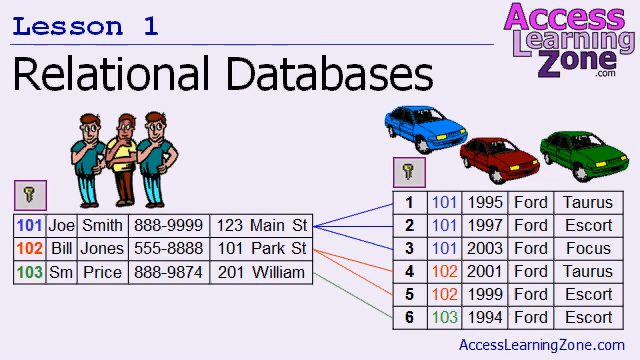 Lesson 1
Access
Learning
Zone
.com
Relational Databases
101 Joe Smith 888-9999 123 Main St
102 Bill Jones 555-8888 101 Park St
103 Sm Price 888-9874 201 William
1 101 1995 Ford Taurus
2 101 1997 Ford Escort
3 101 2003 Ford Focus
4 102 2001 Ford Taurus
5 102 1999 Ford Escort
6 103 1994 Ford Escort
AccessLearningZone.com